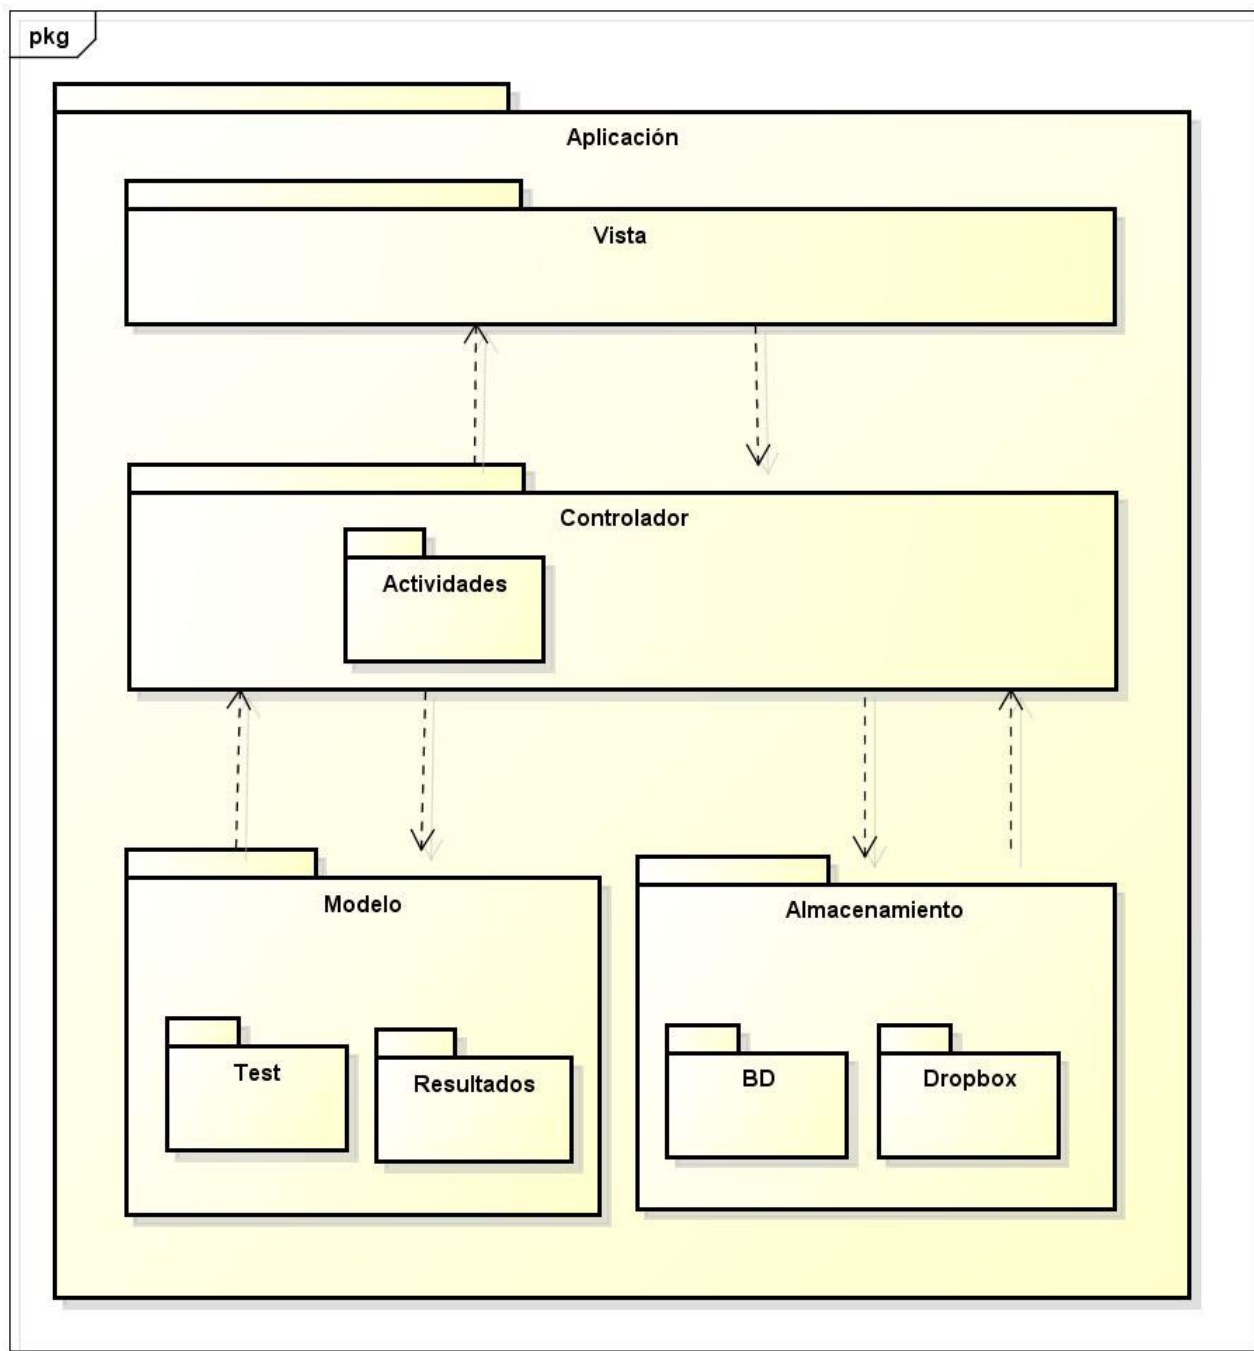 pkg
Aplicación
Vista
Controlador
Actividades
Modelo
Almacenamiento
Test
Resultados
BD
Dropbox